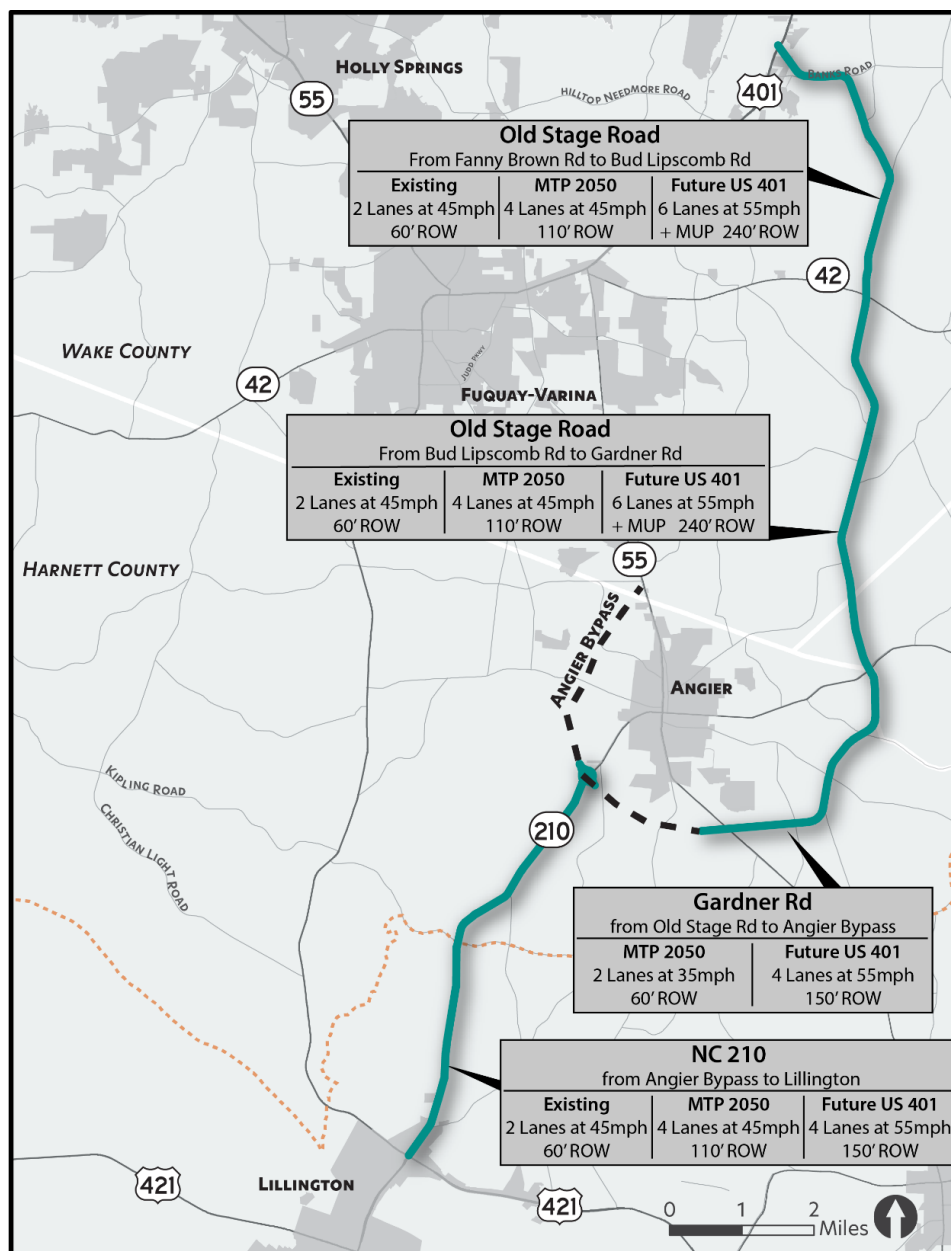 HOLLY SPRINGS
55
HILLTOP NEEDMORE ROAD
401
BANKS ROAD
Old Stage Road
From Fanny Brown Rd to Bud Lipscomb Rd
Existing MTP 2050 Future US 401
2 Lanes at 45mph 4 Lanes at 45mph 6 Lanes at 55mph
60' ROW 110' ROW + MUP 240' ROW
42
WAKE COUNTY
42
JUDD PKWY
FUQUAY-VARINA
Old Stage Road
From Bud Lipscomb Rd to Gardner Rd
Existing MTP 2050 Future US 401
2 Lanes at 45mph 4 Lanes at 45mph 6 Lanes at 55mph
60' ROW 110' ROW + MUP 240' ROW
HARNETT COUNTY
55
ANGIER BYPASS
ANGIER
KIPLING ROAD
CHRISTIAN LIGHT ROAD
210
Gardner Rd
from Old Stage Rd to Angier Bypass
MTP 2050 Future US 401
2 Lanes at 35mph 4 Lanes at 55mph
60' ROW 150' ROW
NC 210
from Angier Bypass to Lillington
Existing MTP 2050 Future US 401
2 Lanes at 45mph 4 Lanes at 45mph 4 Lanes at 55mph
60' ROW 110' ROW 150' ROW
LILLINGTON
421
421
0 1 2
Miles